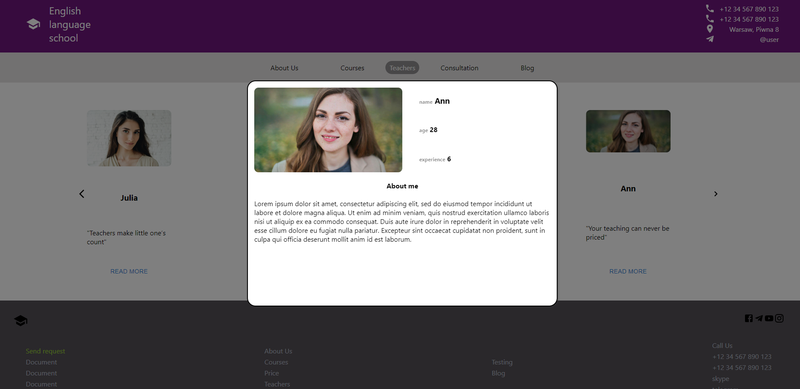 English
language
school
+12 34 567 890 123
+12 34 567 890 123
Warsaw, Piwna 8
@user
About Us
Courses
Teachers
Consultation
Blog
name Ann
age 28
experience 6
About me
Lorem ipsum dolor sit amet, consectetur adipiscing elit, sed do eiusmod tempor incididunt ut
labore et dolore magna aliqua. Ut enim ad minim veniam, quis nostrud exercitation ullamco laboris
nisi ut aliquip ex ea commodo consequat. Duis aute irure dolor in reprehenderit in voluptate velit
esse cillum dolore eu fugiat nulla pariatur. Excepteur sint occaecat cupidatat non proident, sunt in
culpa qui officia deserunt mollit anim id est laborum.
Julia
"Teachers make little one's
count"
READ MORE
Ann
"Your teaching can never be
priced"
READ MORE
Send request
Document
Document
Document
About Us
Courses
Price
Teachers
Testing
Blog
Call Us
+12 34 567 890 123
+12 34 567 890 123
skype